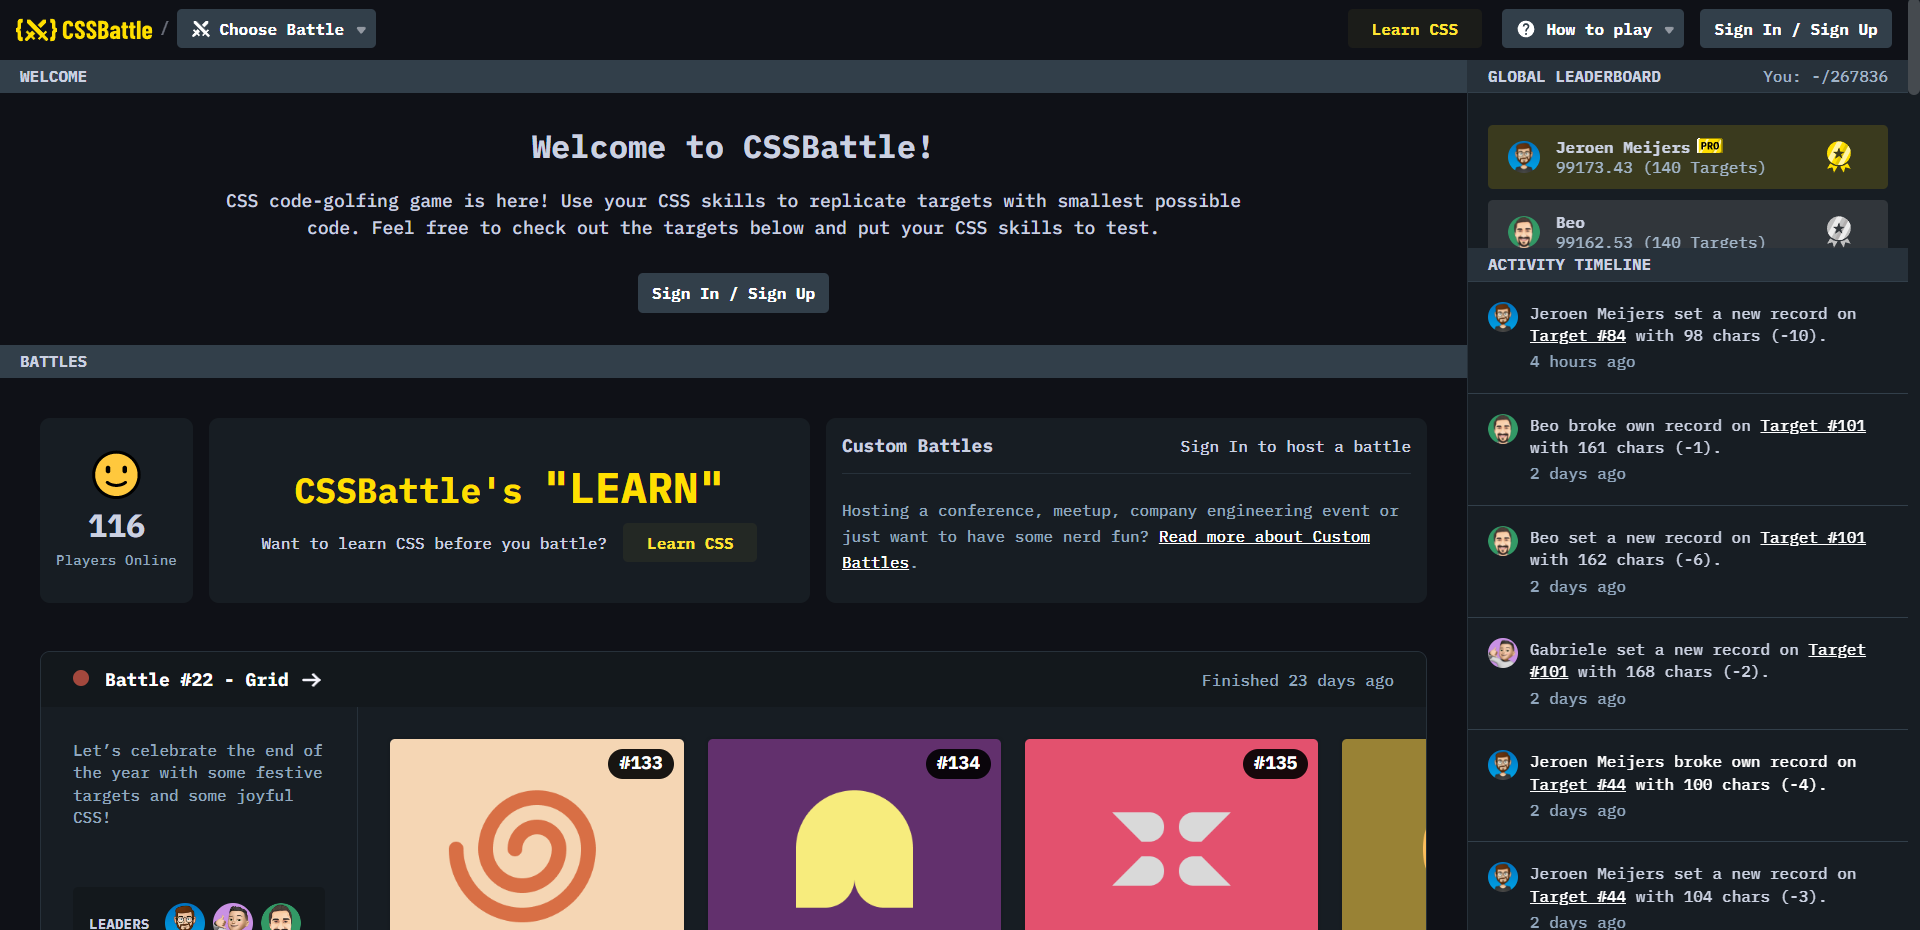 CSSBattle / Choose Battle
Learn CSS
How to play
Sign In / Sign Up
WELCOME
Welcome to CSSBattle!
CSS code-golfing game is here! Use your CSS skills to replicate targets with smallest possible
code. Feel free to check out the targets below and put your CSS skills to test.
Sign In / Sign Up
BATTLES
116
Players Online
CSSBattle's "LEARN"
Want to learn CSS before you battle? Learn CSS
Custom Battles Sign In to host a battle
Hosting a conference, meetup, company engineering event or
just want to have some nerd fun? Read more about Custom
Battles.
Battle #22 - Grid →
Finished 23 days ago
Let’s celebrate the end of
the year with some festive
targets and some joyful
CSS!
LEADERS
#133
#134
#135
GLOBAL LEADERBOARD You: -/267836
Jeroen Meijers PRO
99173.43 (140 Targets)
Beo
99162.53 (140 Targets)
ACTIVITY TIMELINE
Jeroen Meijers set a new record on
Target #84 with 98 chars (-10).
4 hours ago
Beo broke own record on Target #101
with 161 chars (-1).
2 days ago
Beo set a new record on Target #101
with 162 chars (-6).
2 days ago
Gabriele set a new record on Target
#101 with 168 chars (-2).
2 days ago
Jeroen Meijers broke own record on
Target #44 with 100 chars (-4).
2 days ago
Jeroen Meijers set a new record on
Target #44 with 104 chars (-3).
2 days ago